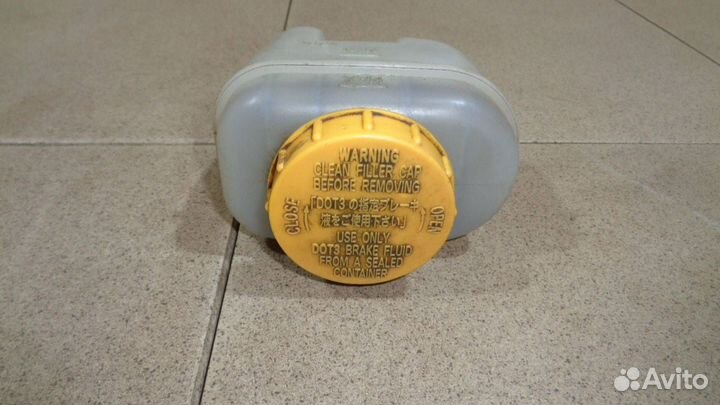 WARNING
CLEAN FILLER CAP
BEFORE REMOVING
「DOT3の指定ブレーキ
液をご使用下さい」
CLOSE
OPEN
USE ONLY
DOT3 BRAKE FLUID
FROM A SEALED
CONTAINER
Avito